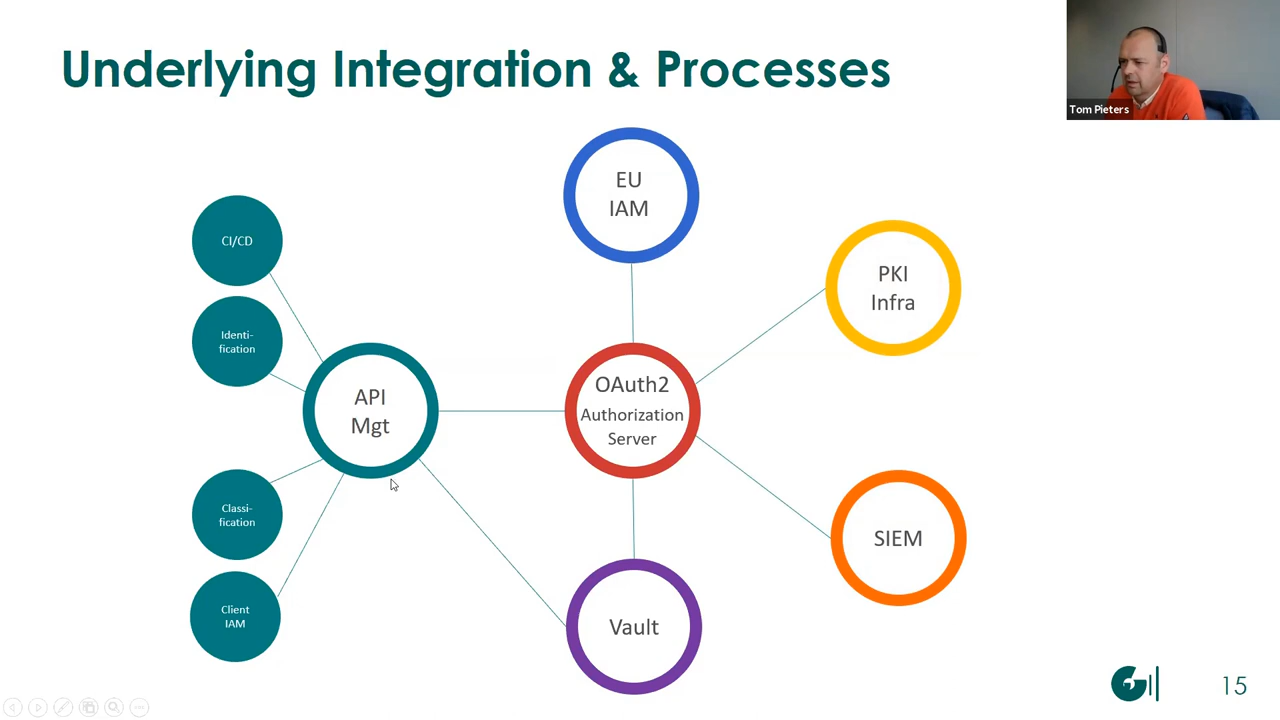 Underlying Integration & Processes
Tom Pieters
EU
IAM
CI/CD
PKI
Infra
Identi-
fication
API
Mgt
OAuth2
Authorization
Server
Classi-
fication
SIEM
Client
IAM
Vault
15